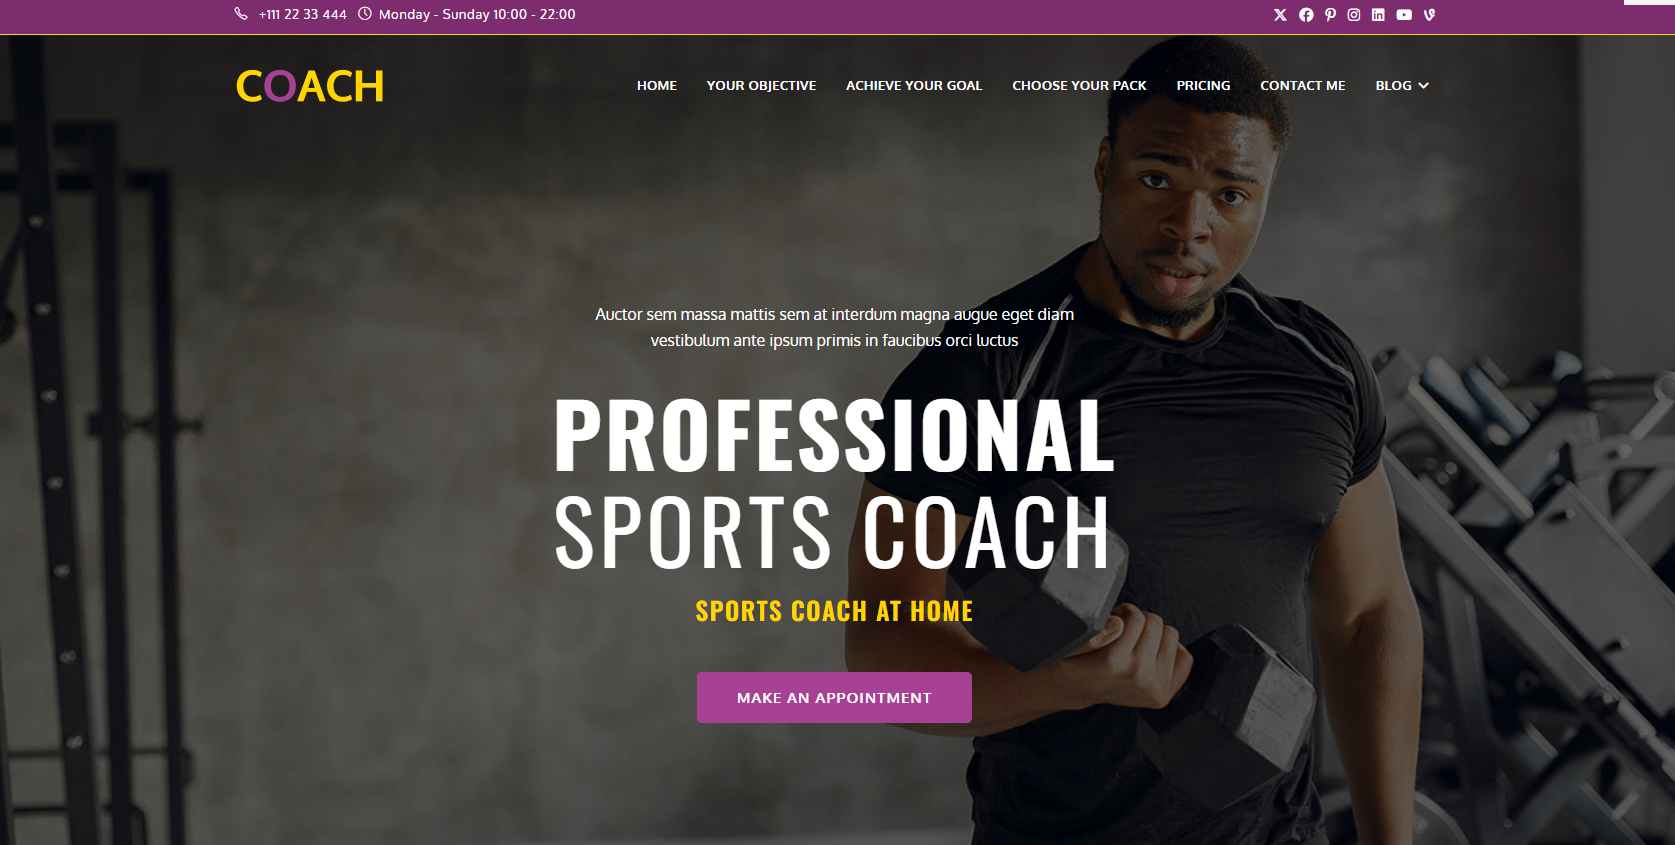 +111 22 33 444 Monday - Sunday 10:00 - 22:00
COACH
HOME YOUR OBJECTIVE ACHIEVE YOUR GOAL CHOOSE YOUR PACK PRICING CONTACT ME BLOG
Auctor sem massa mattis sem at interdum magna augue eget diam
vestibulum ante ipsum primis in faucibus orci luctus
PROFESSIONAL
SPORTS COACH
SPORTS COACH AT HOME
MAKE AN APPOINTMENT